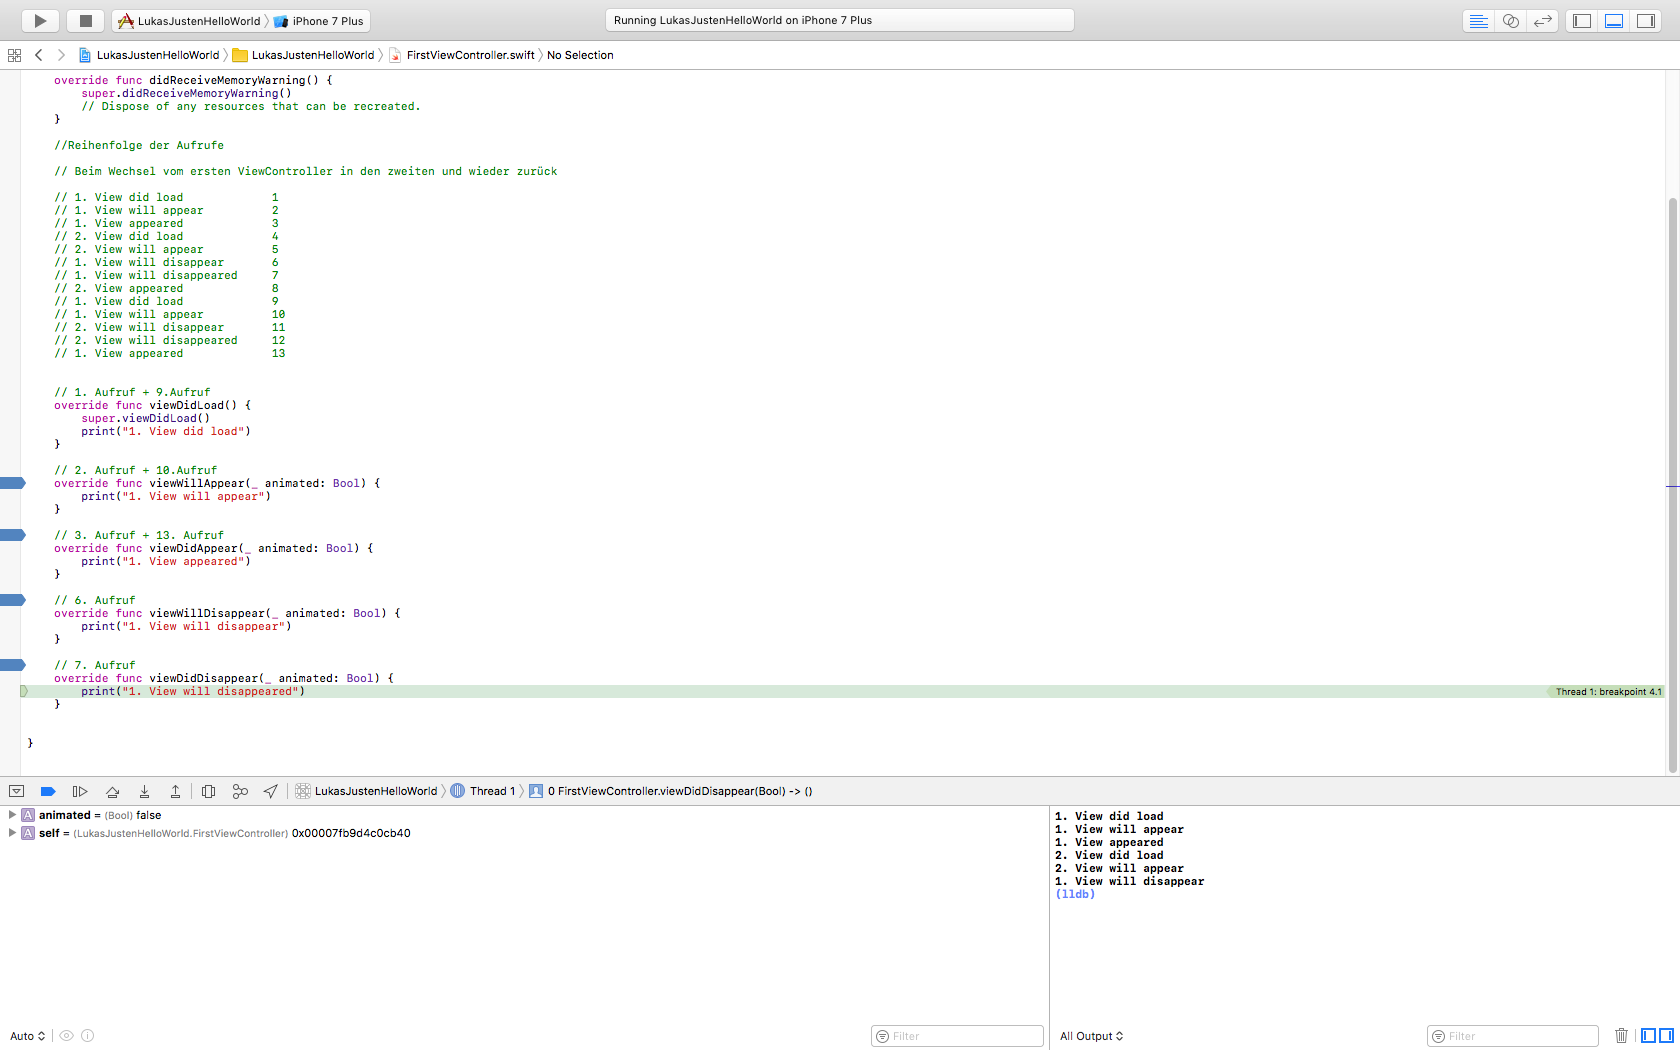 LukasJustenHelloWorld iPhone 7 Plus
Running LukasJustenHelloWorld on iPhone 7 Plus
LukasJustenHelloWorld LukasJustenHelloWorld FirstViewController.swift No Selection
override func didReceiveMemoryWarning() {
super.didReceiveMemoryWarning()
// Dispose of any resources that can be recreated.
}
//Reihenfolge der Aufrufe
// Beim Wechsel vom ersten ViewController in den zweiten und wieder zurück
// 1. View did load 1
// 1. View will appear 2
// 1. View appeared 3
// 2. View did load 4
// 2. View will appear 5
// 1. View will disappear 6
// 1. View will disappeared 7
// 2. View appeared 8
// 1. View did load 9
// 1. View will appear 10
// 2. View will disappear 11
// 2. View will disappeared 12
// 1. View appeared 13
// 1. Aufruf + 9.Aufruf
override func viewDidLoad() {
super.viewDidLoad()
print("1. View did load")
}
// 2. Aufruf + 10.Aufruf
override func viewWillAppear(_ animated: Bool) {
print("1. View will appear")
}
// 3. Aufruf + 13. Aufruf
override func viewDidAppear(_ animated: Bool) {
print("1. View appeared")
}
// 6. Aufruf
override func viewWillDisappear(_ animated: Bool) {
print("1. View will disappear")
}
// 7. Aufruf
override func viewDidDisappear(_ animated: Bool) {
print("1. View will disappeared") Thread 1: breakpoint 4.1
}
}
LukasJustenHelloWorld Thread 1 0 FirstViewController.viewDidDisappear(Bool) -> ()
A animated = (Bool) false
A self = (LukasJustenHelloWorld.FirstViewController) 0x00007fb9d4c0cb40
1. View did load
1. View will appear
1. View appeared
2. View did load
2. View will appear
1. View will disappear
(lldb)
Auto Filter All Output Filter